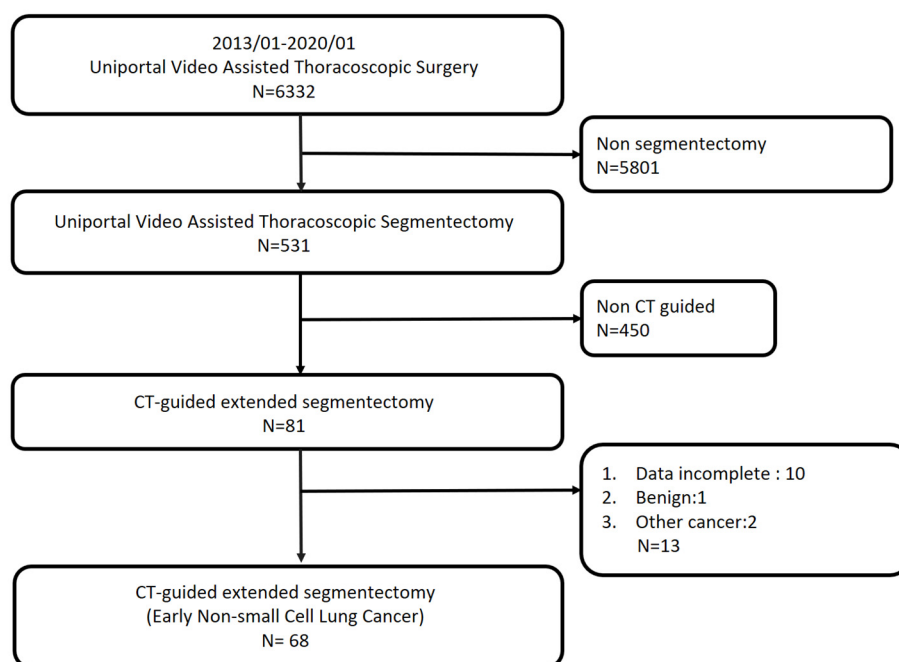 2013/01-2020/01
Uniportal Video Assisted Thoracoscopic Surgery
N=6332
Non segmentectomy
N=5801
Uniportal Video Assisted Thoracoscopic Segmentectomy
N=531
Non CT guided
N=450
CT-guided extended segmentectomy
N=81
1. Data incomplete : 10
2. Benign:1
3. Other cancer:2
N=13
CT-guided extended segmentectomy
(Early Non-small Cell Lung Cancer)
N= 68